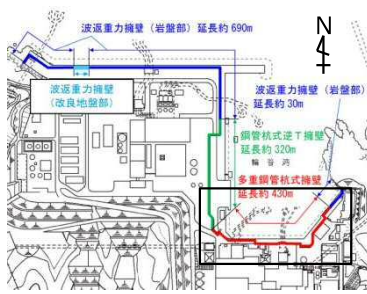 波返重力擁壁（岩盤部）延長約690m
N
波返重力擁壁
（改良地盤部）
波返重力擁壁（岩盤部）
延長約30m
鋼管杭式逆T擁壁
延長約320m
輪谷湾
多重鋼管杭式擁壁
延長約430m